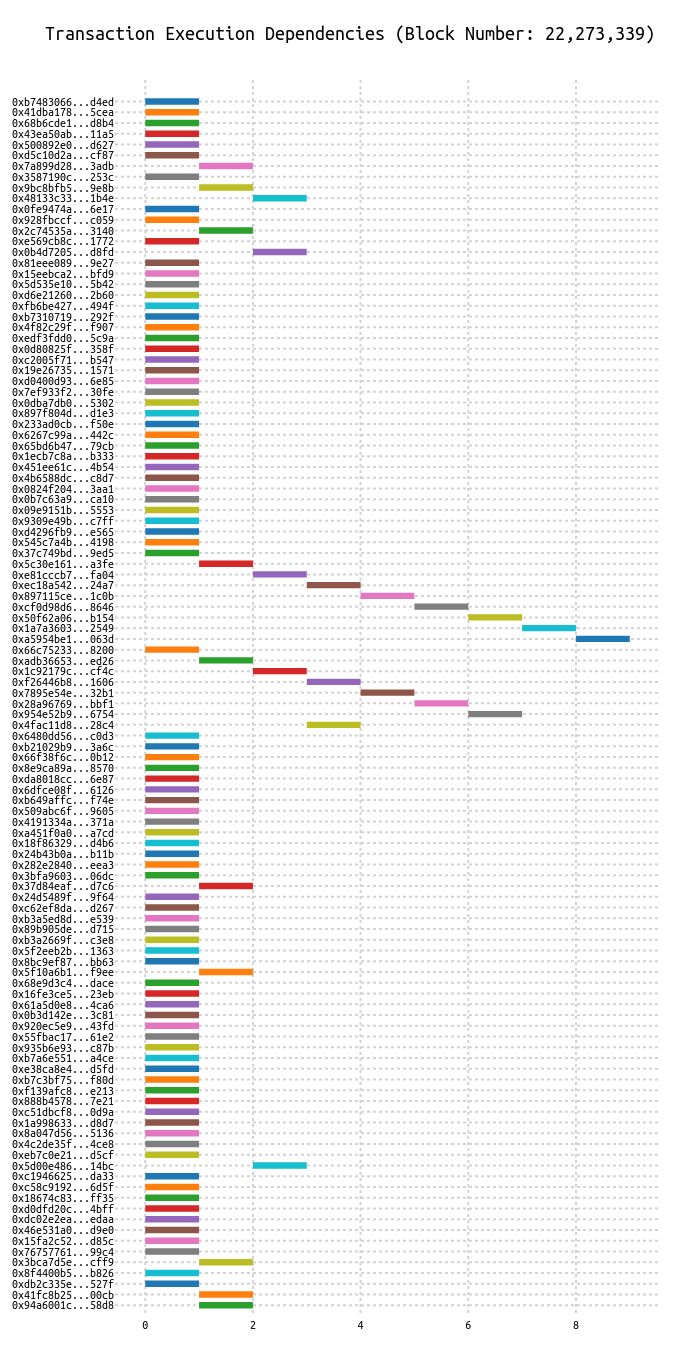 Transaction Execution Dependencies (Block Number: 22,273,339)
0xb7483066...d4ed
0x41dba178...5cea
0x68b6cde1...d8b4
0x43ea50ab...11a5
0x500892e0...d627
0xd5c10d2a...cf87
0x7a899d28...3adb
0x3587190c...253c
0x9bc8bfb5...9e8b
0x48133c33...1b4e
0x0fe9474a...6e17
0x928fbccf...c059
0x2c74535a...3140
0xe569cb8c...1772
0x0b4d7205...d8fd
0x81eee089...9e27
0x15eebca2...bfd9
0x5d535e10...5b42
0xd6e21260...2b60
0xfb6be427...494f
0xb7310719...292f
0x4f82c29f...f907
0xedf3fdd0...5c9a
0x0d80825f...358f
0xc2005f71...b547
0x19e26735...1571
0xd0400d93...6e85
0x7ef933f2...30fe
0x0dba7db0...5302
0x897f804d...d1e3
0x233ad0cb...f50e
0x6267c99a...442c
0x65bd6b47...79cb
0x1ecb7c8a...b333
0x451ee61c...4b54
0x4b6588dc...c8d7
0x0824f204...3aa1
0x0b7c63a9...ca10
0x09e9151b...5553
0x9309e49b...c7ff
0xd4296fb9...e565
0x545c7a4b...4198
0x37c749bd...9ed5
0x5c30e161...a3fe
0xe81cccb7...fa04
0xec18a542...24a7
0x897115ce...1c0b
0xcf0d98d6...8646
0x50f62a06...b154
0x1a7a3603...2549
0xa5954be1...063d
0x66c75233...8200
0xadb36653...ed26
0x1c92179c...cf4c
0xf26446b8...1606
0x7895e54e...32b1
0x28a96769...bbf1
0x954e52b9...6754
0x4fac11d8...28c4
0x6480dd56...c0d3
0xb21029b9...3a6c
0x66f38f6c...0b12
0x8e9ca89a...8570
0xda8018cc...6e87
0x6dfce08f...6126
0xb649affc...f74e
0x509abc6f...9605
0x4191334a...371a
0xa451f0a0...a7cd
0x18f86329...d4b6
0x24b43b0a...b11b
0x282e2840...eea3
0x3bfa9603...06dc
0x37d84eaf...d7c6
0x24d5489f...9f64
0xc62ef8da...d267
0xb3a5ed8d...e539
0x89b905de...d715
0xb3a2669f...c3e8
0x5f2eeb2b...1363
0x8bc9ef87...bb63
0x5f10a6b1...f9ee
0x68e9d3c4...dace
0x16fe3ce5...23eb
0x61a5d0e8...4ca6
0x0b3d142e...3c81
0x920ec5e9...43fd
0x55fbac17...61e2
0x935b6e93...c87b
0xb7a6e551...a4ce
0xe38ca8e4...d5fd
0xb7c3bf75...f80d
0xf139afc8...e213
0x888b4578...7e21
0xc51dbcf8...0d9a
0x1a998633...d8d7
0x8a047d56...5136
0x4c2de35f...4ce8
0xeb7c0e21...d5cf
0x5d00e486...14bc
0xc1946625...da33
0xc58c9192...6d5f
0x18674c83...ff35
0xd0dfd20c...4bff
0xdc02e2ea...edaa
0x46e531a0...d9e0
0x15fa2c52...d85c
0x76757761...99c4
0x3bca7d5e...cff9
0x8f4400b5...b826
0xdb2c335e...527f
0x41fc8b25...00cb
0x94a6001c...58d8
0 2 4 6 8